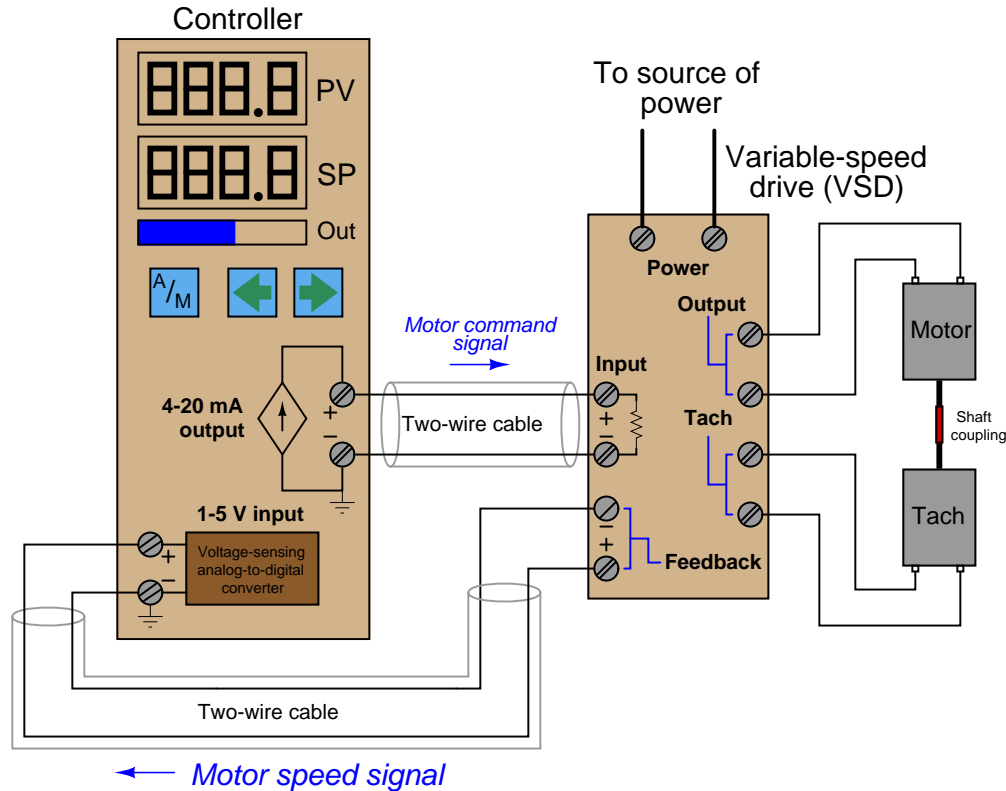 Controller
888.8
PV
888.8
SP
Out
A/M
4-20 mA
output
+
−
1-5 V input
+
−
Voltage-sensing
analog-to-digital
converter
Motor command
signal
Two-wire cable
To source of
power
Variable-speed
drive (VSD)
Power
Output
Input
+
−
Tach
−
+
Feedback
Motor
Shaft
coupling
Tach
Two-wire cable
Motor speed signal